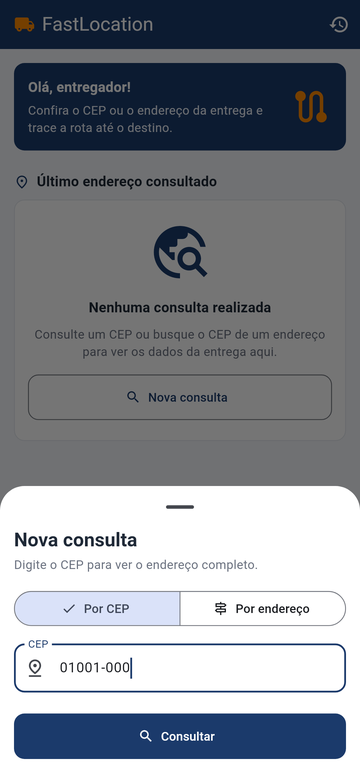 FastLocation
Olá, entregador!
Confira o CEP ou o endereço da entrega e
trace a rota até o destino.
Último endereço consultado
Nenhuma consulta realizada
Consulte um CEP ou busque o CEP de um endereço
para ver os dados da entrega aqui.
Nova consulta
Nova consulta
Digite o CEP para ver o endereço completo.
Por CEP
Por endereço
CEP
01001-000
Consultar